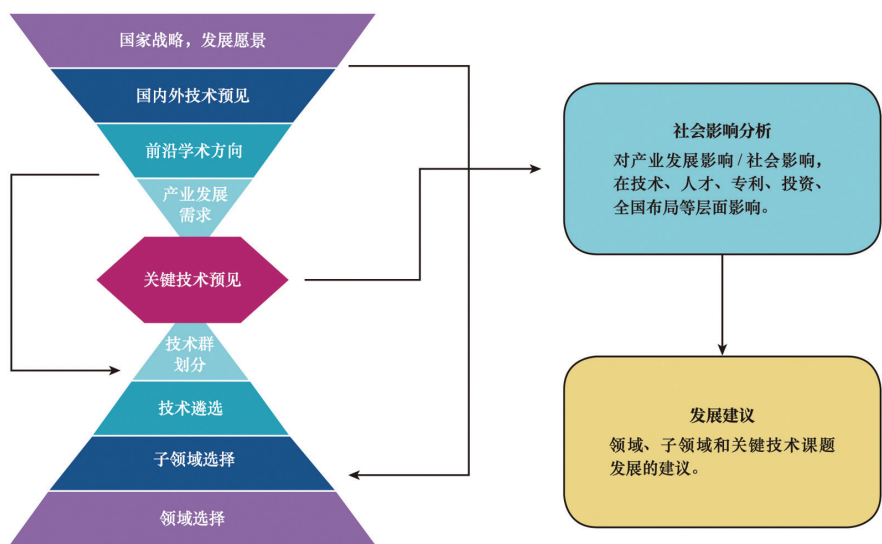 国家战略，发展愿景
国内外技术预见
前沿学术方向
产业发展
需求
关键技术预见
技术群
划分
技术遴选
子领域选择
领域选择
社会影响分析
对产业发展影响/社会影响，
在技术、人才、专利、投资、
全国布局等层面影响。
发展建议
领域、子领域和关键技术课题
发展的建议。